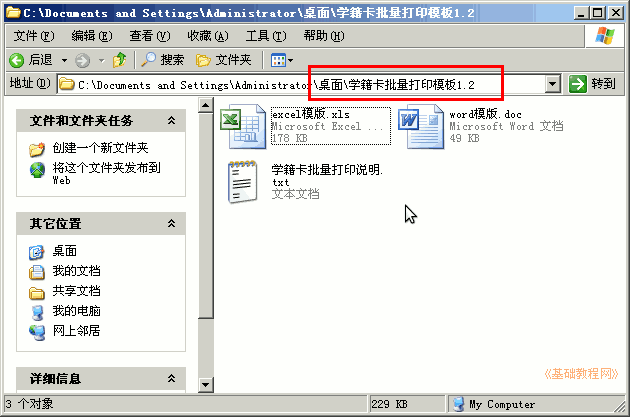 C:\Documents and Settings\Administrator\桌面\学籍卡批量打印模板1.2
文件(F) 编辑(E) 查看(V) 收藏(A) 工具(T) 帮助(H)
后退 搜索 文件夹
地址(D) C:\Documents and Settings\Administrator\桌面\学籍卡批量打印模板1.2 转到
文件和文件夹任务
创建一个新文件夹
将这个文件夹发布到
Web
其它位置
桌面
我的文档
共享文档
我的电脑
网上邻居
详细信息
excel模版.xls
Microsoft Excel ...
178 KB
word模版.doc
Microsoft Word 文档
49 KB
学籍卡批量打印说明.
txt
文本文档
《基础教程网》
3 个对象 229 KB My Computer